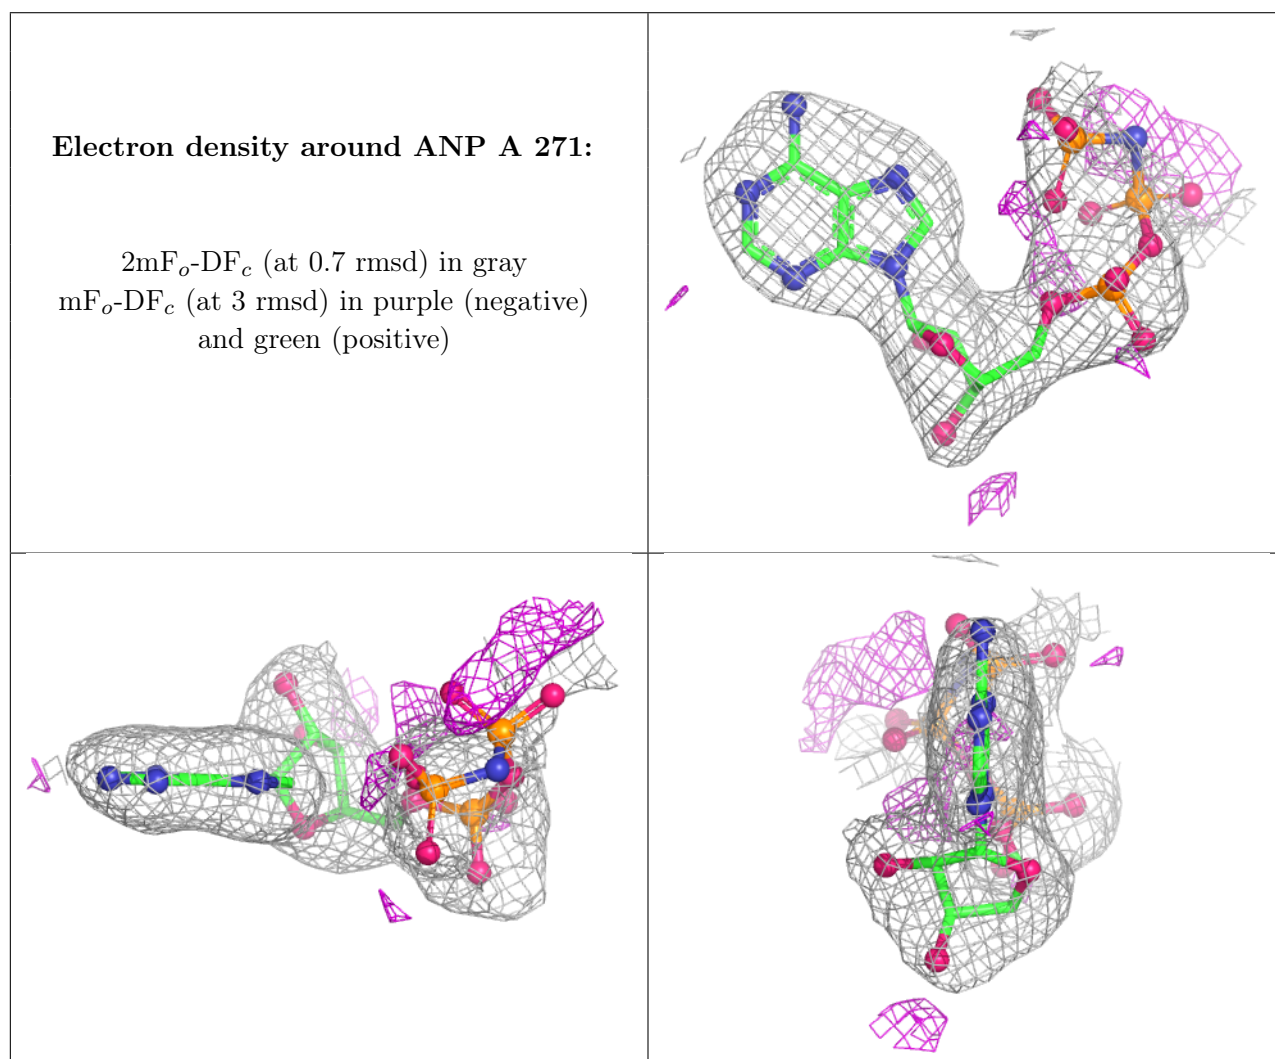 Electron density around ANP A 271:
2mFₒ-DF𝒸 (at 0.7 rmsd) in gray
mFₒ-DF𝒸 (at 3 rmsd) in purple (negative)
and green (positive)